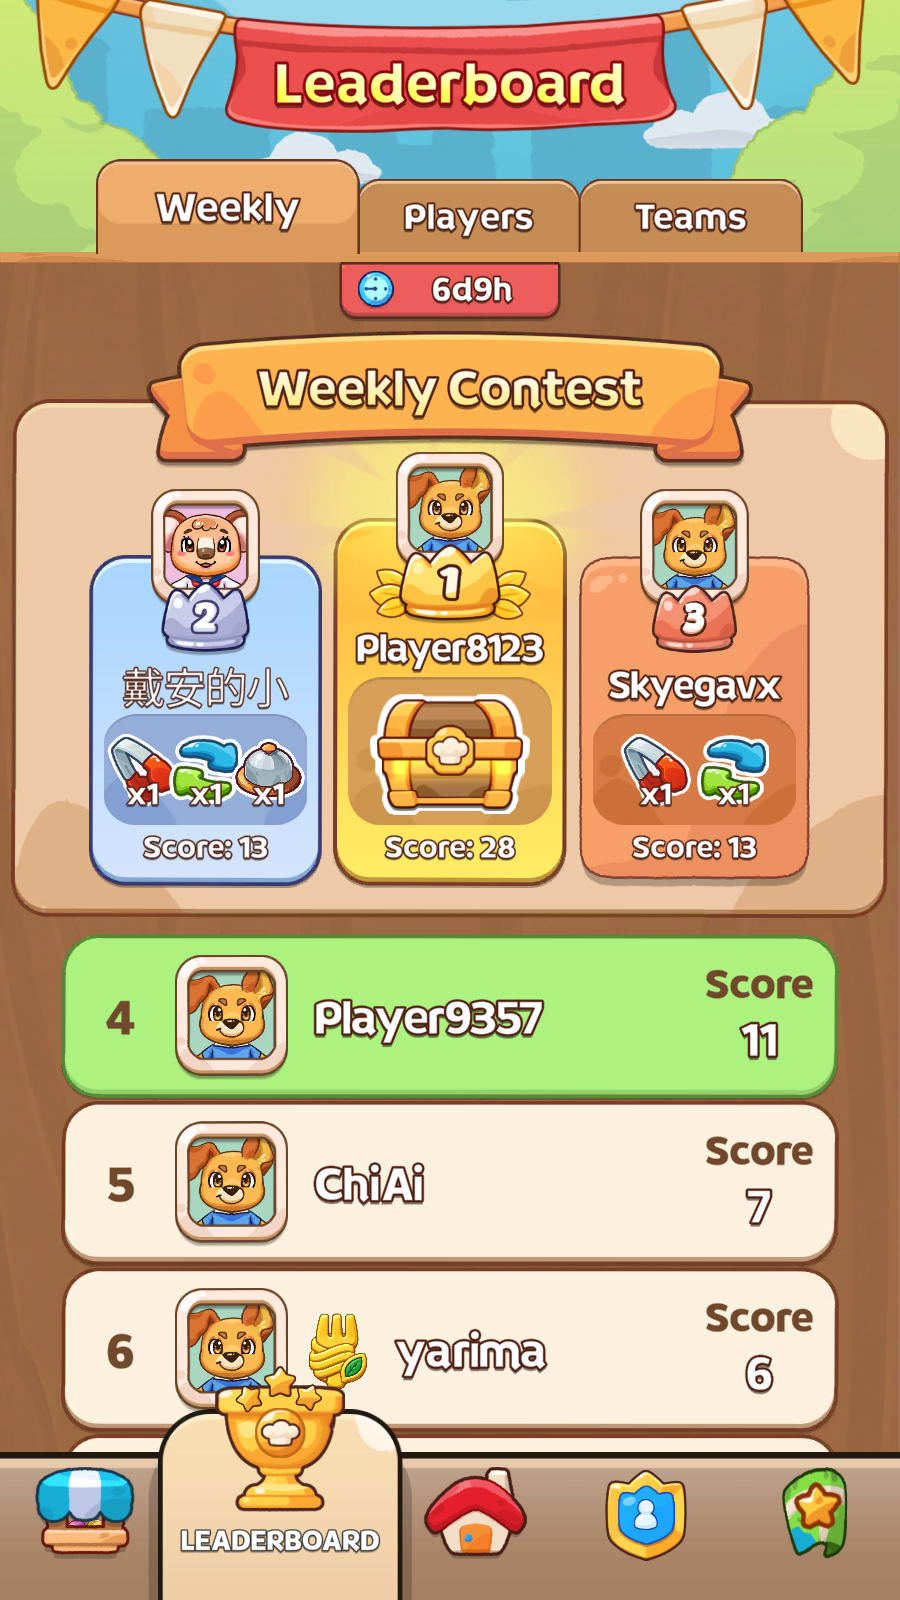 Leaderboard
Weekly
Players
Teams
6d9h
Weekly Contest
2
戴安的小
x1 x1 x1
Score: 13
1
Player8123
Score: 28
3
Skyegavx
x1 x1
Score: 13
4
Player9357
Score
11
5
ChiAi
Score
7
6
yarima
Score
6
LEADERBOARD